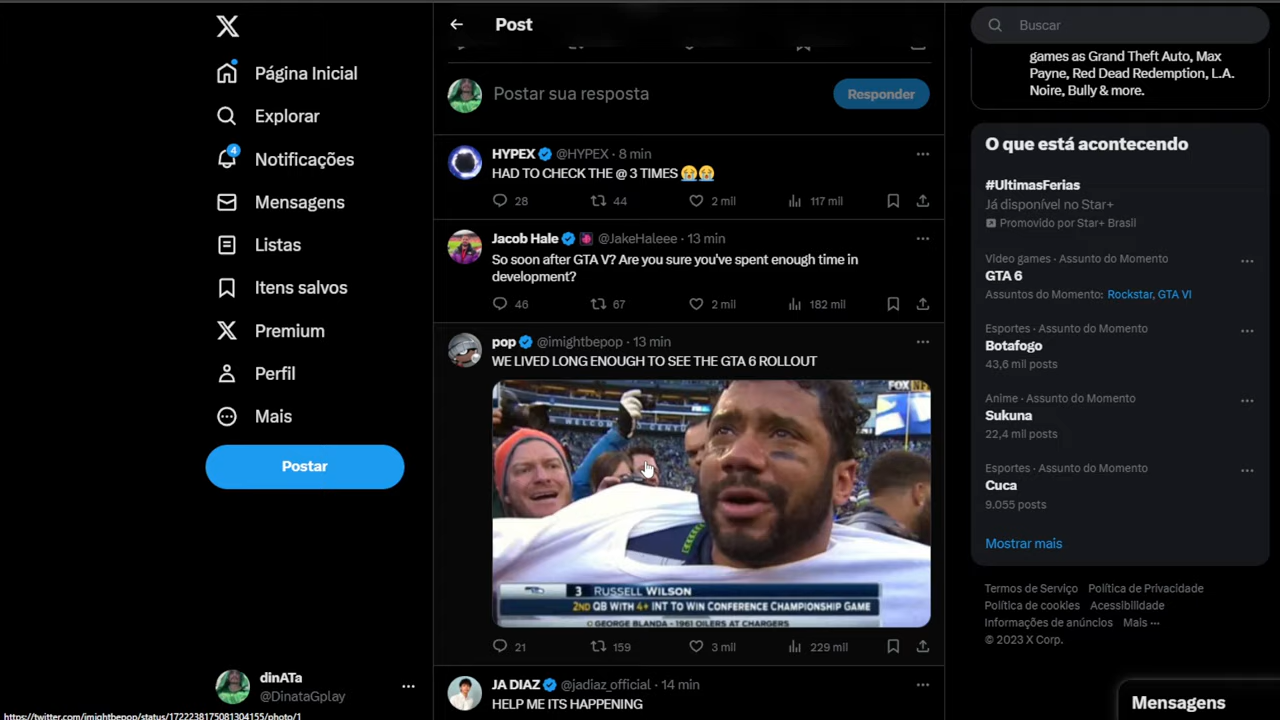 Página Inicial
Explorar
4
Notificações
Mensagens
Listas
Itens salvos
Premium
Perfil
Mais
Postar
dinATa
@DinataGplay
https://twitter.com/imightbepop/status/1722238175081304155/photo/1
Post
Postar sua resposta
Responder
HYPEX @HYPEX · 8 min
HAD TO CHECK THE @ 3 TIMES 😭😭
28 44 2 mil 117 mil
Jacob Hale @JakeHaleee · 13 min
So soon after GTA V? Are you sure you've spent enough time in
development?
46 67 2 mil 182 mil
pop @imightbepop · 13 min
WE LIVED LONG ENOUGH TO SEE THE GTA 6 ROLLOUT
FOX NFL
3 RUSSELL WILSON
2ND QB WITH 4+ INT TO WIN CONFERENCE CHAMPIONSHIP GAME
GEORGE BLANDA - 1961 OILERS AT CHARGERS
21 159 3 mil 229 mil
JA DIAZ @jadiaz_official · 14 min
HELP ME ITS HAPPENING
Buscar
games as Grand Theft Auto, Max
Payne, Red Dead Redemption, L.A.
Noire, Bully & more.
O que está acontecendo
#UltimasFerias
Já disponível no Star+
Promovido por Star+ Brasil
Video games · Assunto do Momento
GTA 6
Assuntos do Momento: Rockstar, GTA VI
Esportes · Assunto do Momento
Botafogo
43,6 mil posts
Anime · Assunto do Momento
Sukuna
22,4 mil posts
Esportes · Assunto do Momento
Cuca
9.055 posts
Mostrar mais
Termos de Serviço Política de Privacidade
Política de cookies Acessibilidade
Informações de anúncios Mais ···
© 2023 X Corp.
Mensagens